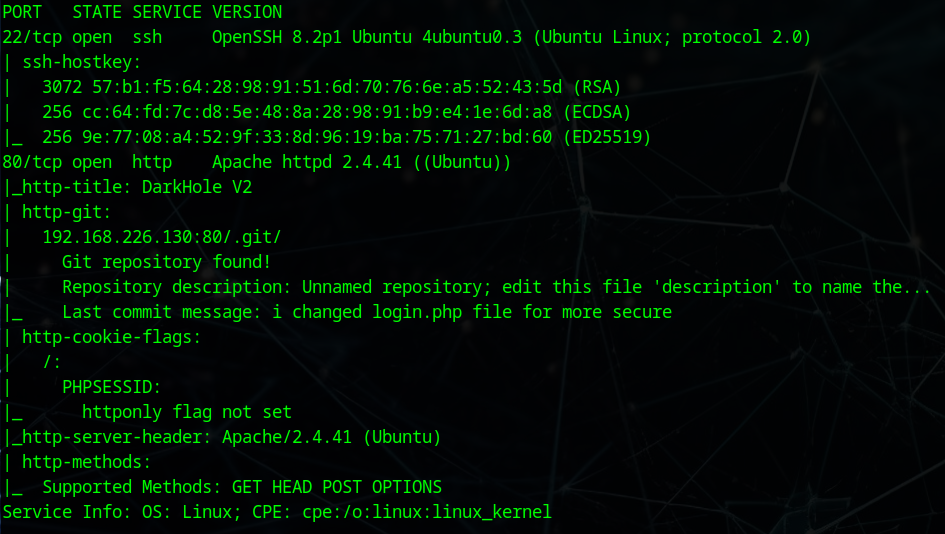 PORT   STATE SERVICE VERSION
22/tcp open  ssh     OpenSSH 8.2p1 Ubuntu 4ubuntu0.3 (Ubuntu Linux; protocol 2.0)
| ssh-hostkey:
|   3072 57:b1:f5:64:28:98:91:51:6d:70:76:6e:a5:52:43:5d (RSA)
|   256 cc:64:fd:7c:d8:5e:48:8a:28:98:91:b9:e4:1e:6d:a8 (ECDSA)
|_  256 9e:77:08:a4:52:9f:33:8d:96:19:ba:75:71:27:bd:60 (ED25519)
80/tcp open  http    Apache httpd 2.4.41 ((Ubuntu))
|_http-title: DarkHole V2
| http-git:
|   192.168.226.130:80/.git/
|     Git repository found!
|     Repository description: Unnamed repository; edit this file 'description' to name the...
|_    Last commit message: i changed login.php file for more secure
| http-cookie-flags:
|   /:
|     PHPSESSID:
|_      httponly flag not set
|_http-server-header: Apache/2.4.41 (Ubuntu)
| http-methods:
|_  Supported Methods: GET HEAD POST OPTIONS
Service Info: OS: Linux; CPE: cpe:/o:linux:linux_kernel